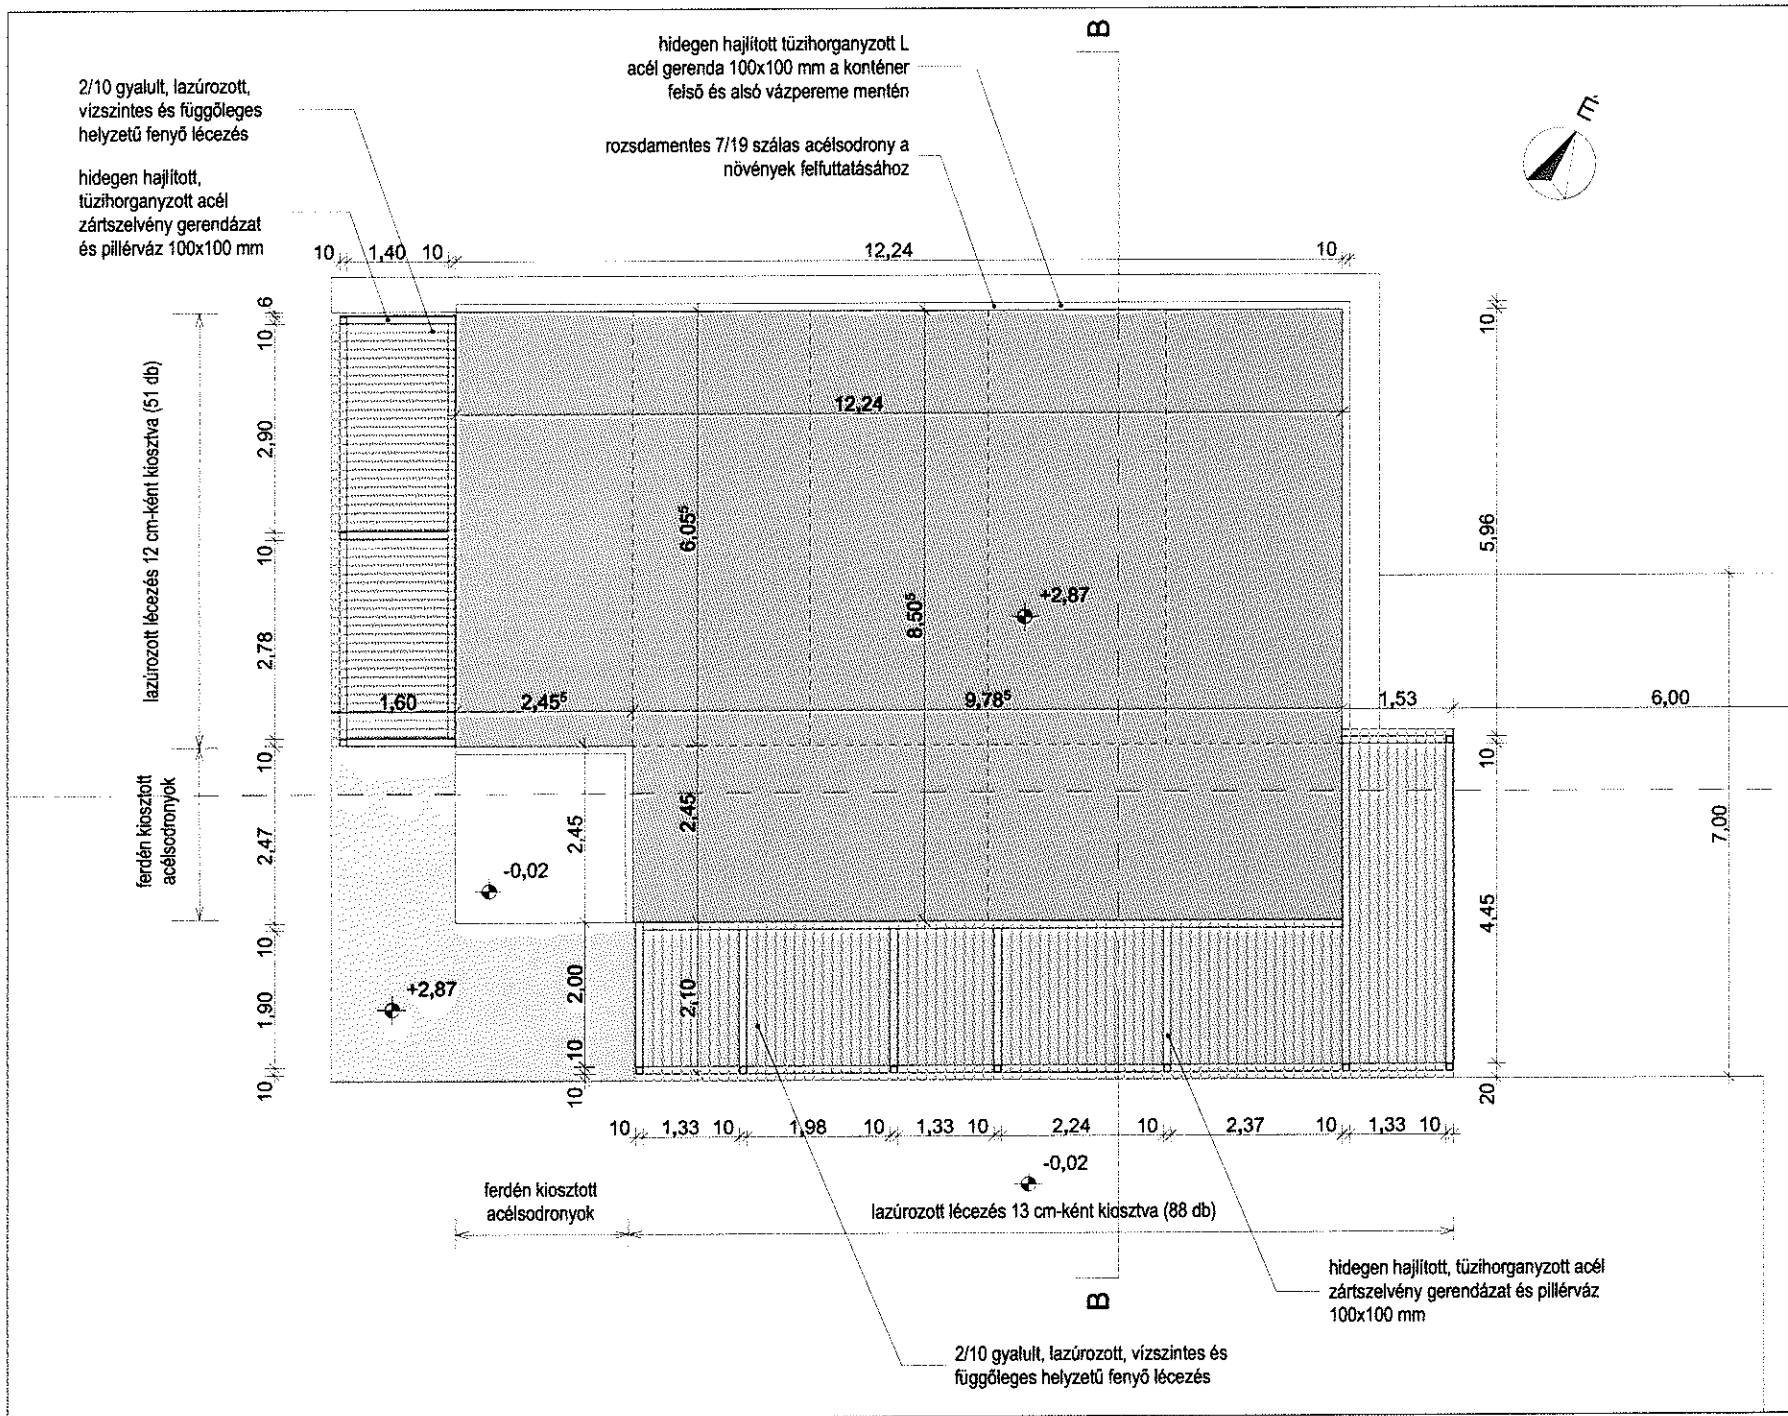 B
hidegen hajlított tüzihorganyzott L
acél gerenda 100x100 mm a konténer
felső és alsó vázpereme mentén
2/10 gyalult, lazúrozott,
vízszintes és függőleges
helyzetű fenyő lécezés
rozsdamentes 7/19 szálas acélsodrony a
növények felfuttatásához
É
hidegen hajlított,
tüzihorganyzott acél
zártszelvény gerendázat
és pillérváz 100x100 mm
10 1,40 10 12,24 10
6
10
2,90
10
2,78
10
2,47
10
1,90
10
lazúrozott lécezés 12 cm-ként kiosztva (51 db)
ferdén kiosztott
acélsodronyok
12,24
6,05⁵
8,50⁵
+2,87
1,60 2,45⁵ 9,78⁵ 1,53 6,00
10
5,96
10
4,45
20
7,00
2,45
2,45
-0,02
+2,87
2,00
2,10
10
10
10 1,33 10 1,98 10 1,33 10 2,24 10 2,37 10 1,33 10
-0,02
ferdén kiosztott
acélsodronyok
lazúrozott lécezés 13 cm-ként kiosztva (88 db)
hidegen hajlított, tüzihorganyzott acél
zártszelvény gerendázat és pillérváz
100x100 mm
B
2/10 gyalult, lazúrozott, vízszintes és
függőleges helyzetű fenyő lécezés